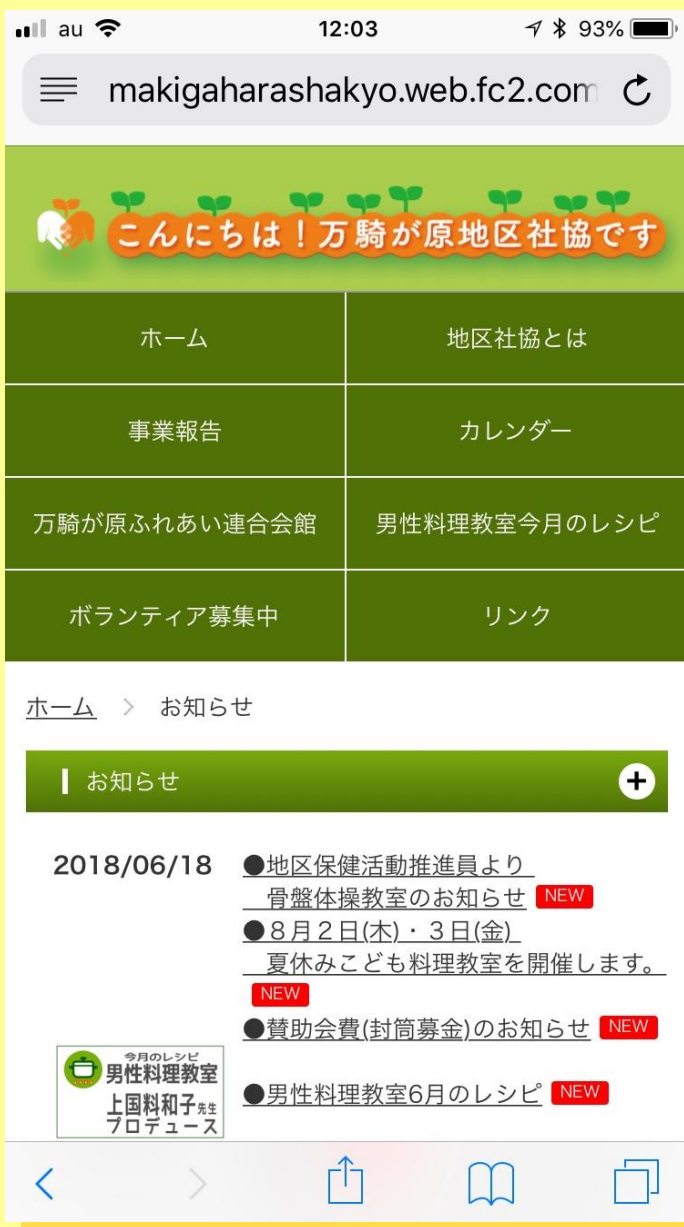 au 12:03 93%
makigaharashakyo.web.fc2.com
こんにちは！万騎が原地区社協です
ホーム 地区社協とは
事業報告 カレンダー
万騎が原ふれあい連合会館 男性料理教室今月のレシピ
ボランティア募集中 リンク
ホーム > お知らせ
お知らせ
2018/06/18 ●地区保健活動推進員より
骨盤体操教室のお知らせ NEW
●８月２日(木)・３日(金)
夏休みこども料理教室を開催します。
NEW
●賛助会費(封筒募金)のお知らせ NEW
今月のレシピ
男性料理教室
上国料和子先生
プロデュース
●男性料理教室6月のレシピ NEW